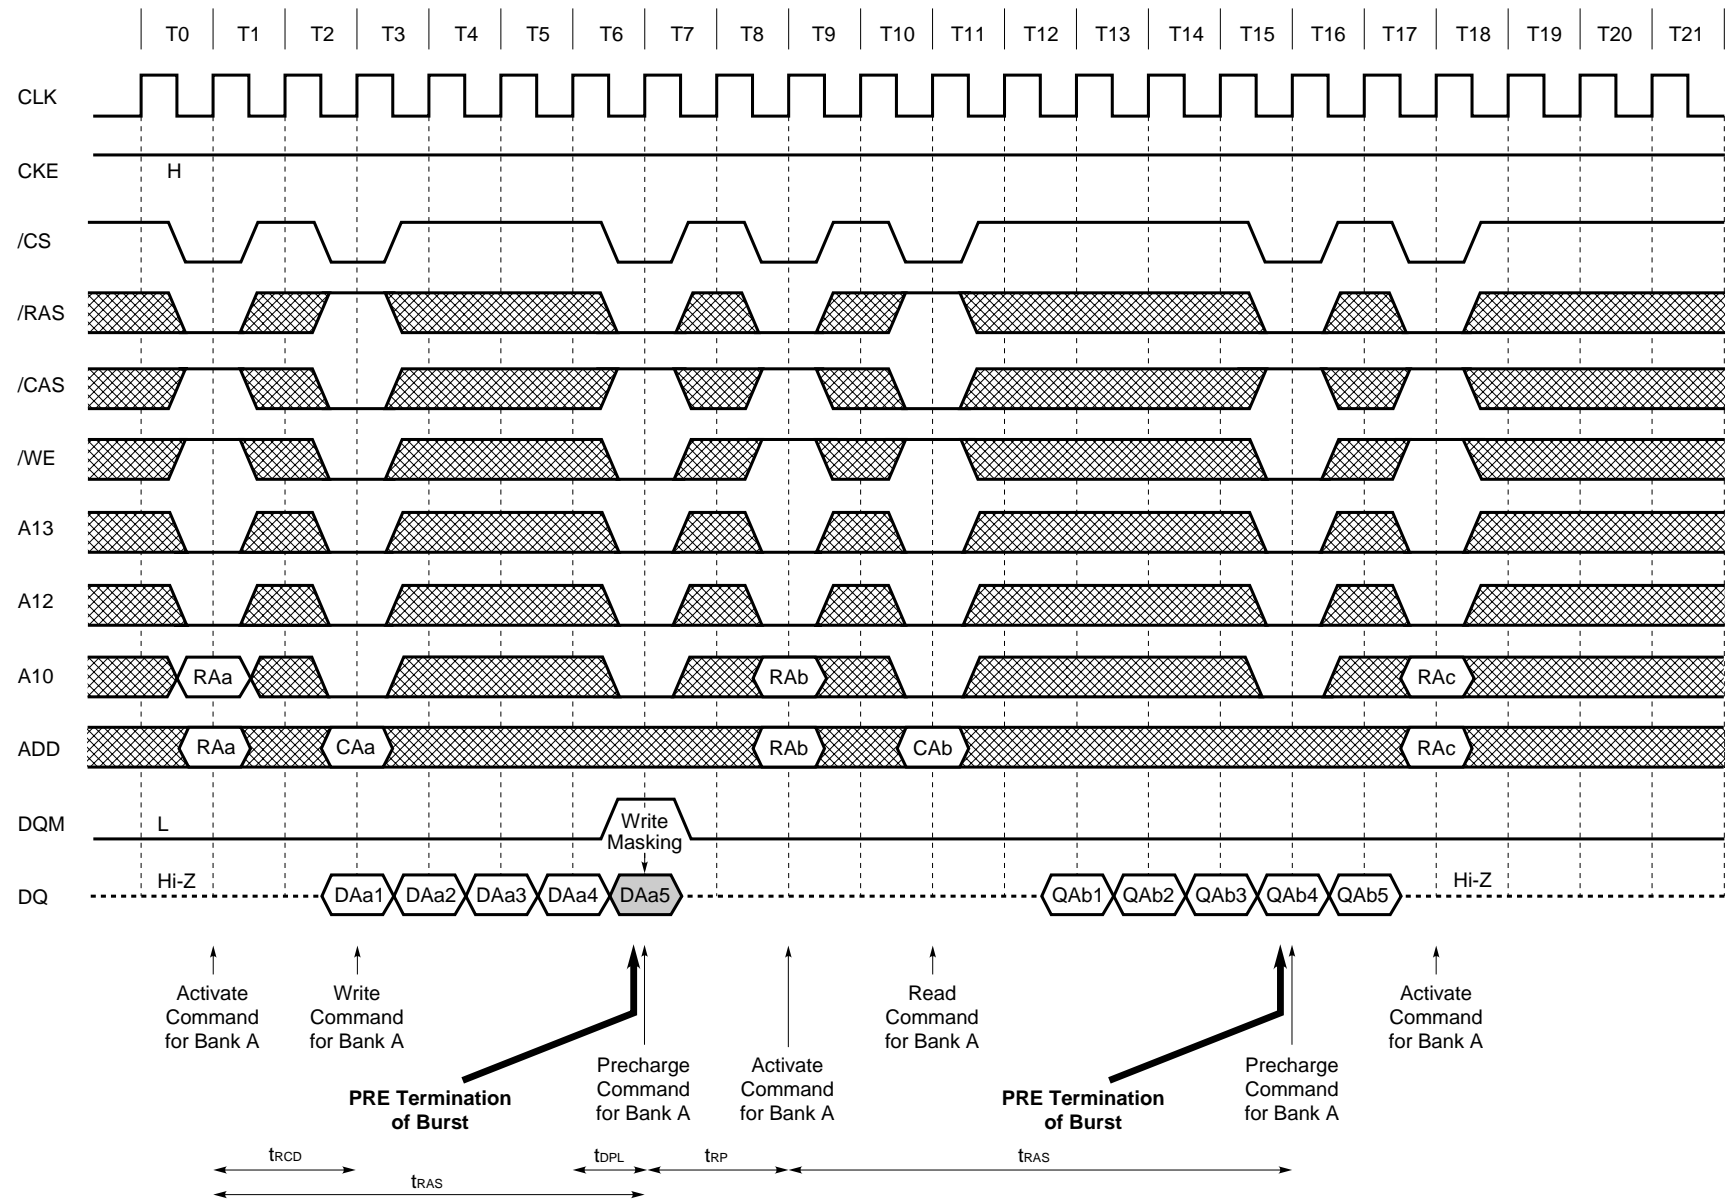 T0 T1 T2 T3 T4 T5 T6 T7 T8 T9 T10 T11 T12 T13 T14 T15 T16 T17 T18 T19 T20 T21
CLK
CKE H
/CS
/RAS
/CAS
/WE
A13
A12
A10 RAa RAb RAc
ADD RAa CAa RAb CAb RAc
DQM L Write
Masking
DQ Hi-Z DAa1 DAa2 DAa3 DAa4 DAa5 QAb1 QAb2 QAb3 QAb4 QAb5 Hi-Z
Activate
Command
for Bank A
Write
Command
for Bank A
PRE Termination
of Burst
Precharge
Command
for Bank A
Activate
Command
for Bank A
Read
Command
for Bank A
PRE Termination
of Burst
Precharge
Command
for Bank A
Activate
Command
for Bank A
tRCD tDPL tRP tRAS
tRAS